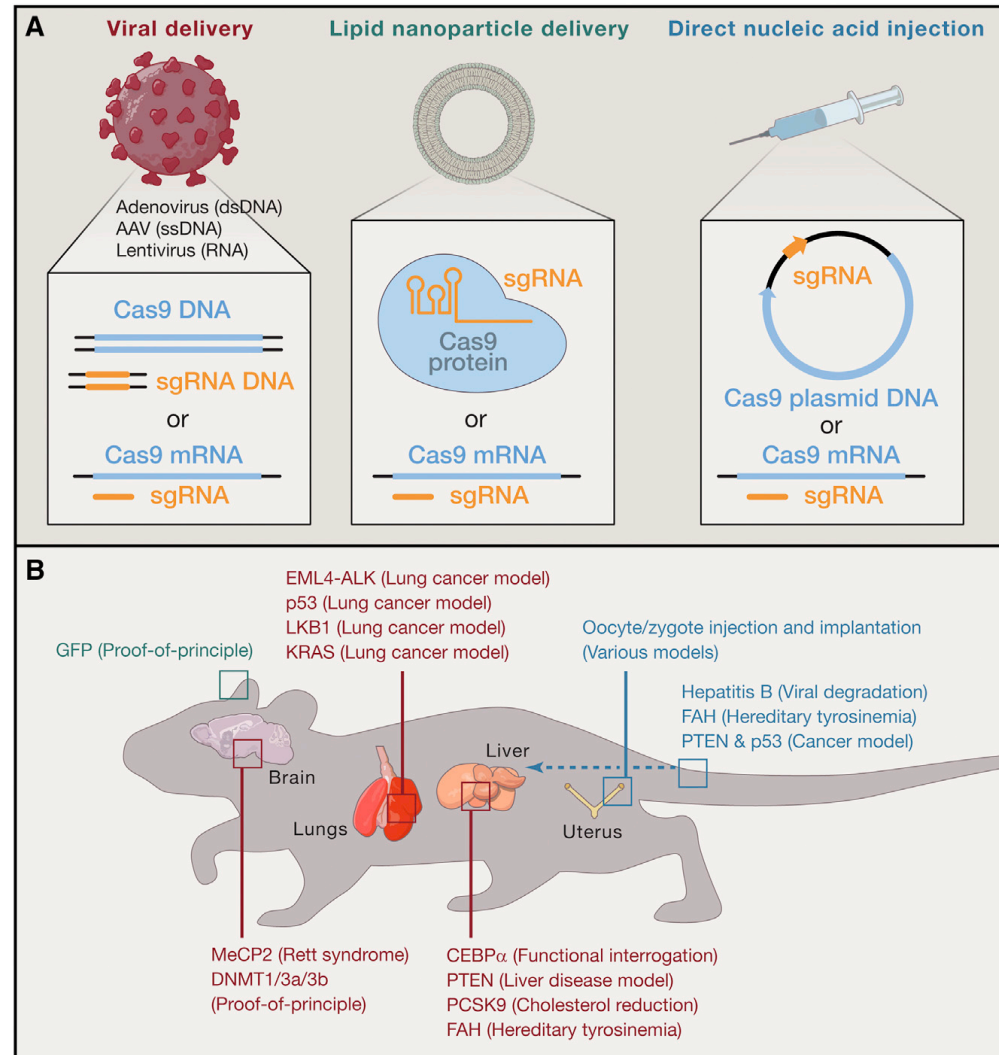 A
Viral delivery
Lipid nanoparticle delivery
Direct nucleic acid injection
Adenovirus (dsDNA)
AAV (ssDNA)
Lentivirus (RNA)
Cas9 DNA
sgRNA DNA
or
Cas9 mRNA
sgRNA
sgRNA
Cas9
protein
or
Cas9 mRNA
sgRNA
sgRNA
Cas9 plasmid DNA
or
Cas9 mRNA
sgRNA
B
EML4-ALK (Lung cancer model)
p53 (Lung cancer model)
LKB1 (Lung cancer model)
KRAS (Lung cancer model)
GFP (Proof-of-principle)
Oocyte/zygote injection and implantation
(Various models)
Hepatitis B (Viral degradation)
FAH (Hereditary tyrosinemia)
PTEN & p53 (Cancer model)
Brain
Lungs
Liver
Uterus
MeCP2 (Rett syndrome)
DNMT1/3a/3b
(Proof-of-principle)
CEBPα (Functional interrogation)
PTEN (Liver disease model)
PCSK9 (Cholesterol reduction)
FAH (Hereditary tyrosinemia)